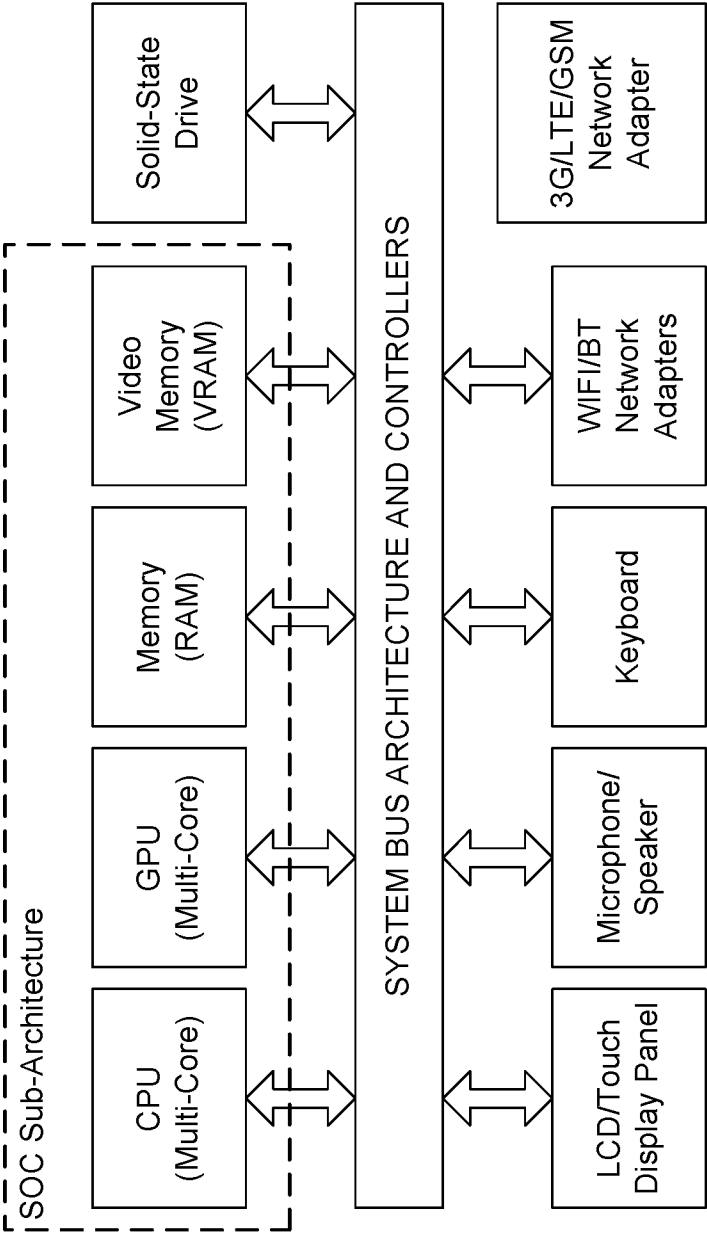 SOC Sub-Architecture
CPU
(Multi-Core)
GPU
(Multi-Core)
Memory
(RAM)
Video
Memory
(VRAM)
Solid-State
Drive
SYSTEM BUS ARCHITECTURE AND CONTROLLERS
LCD/Touch
Display Panel
Microphone/
Speaker
Keyboard
WIFI/BT
Network
Adapters
3G/LTE/GSM
Network
Adapter